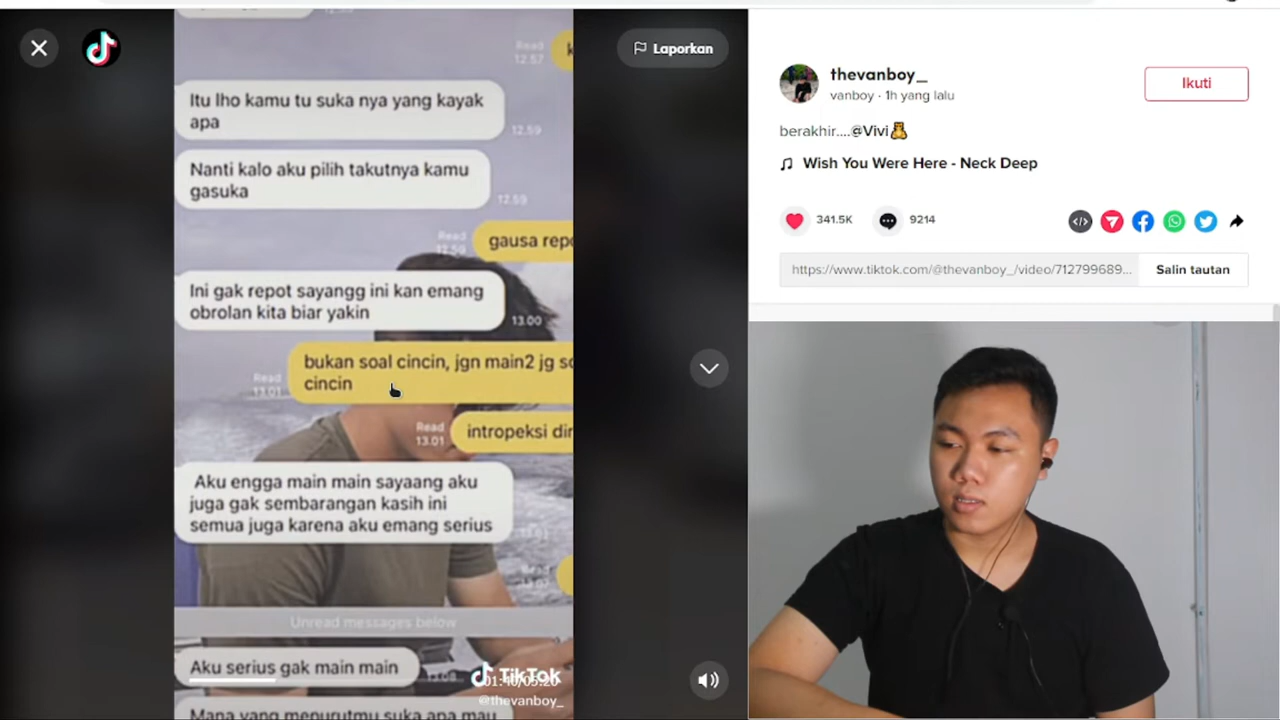 Laporkan
Read
12.57
Itu lho kamu tu suka nya yang kayak
apa
12.59
Nanti kalo aku pilih takutnya kamu
gasuka
12.59
Read
12.59
gausa repo
Ini gak repot sayangg ini kan emang
obrolan kita biar yakin
13.00
bukan soal cincin, jgn main2 jg so
cincin
Read
13.01
Read
13.01
intropeksi dir
Aku engga main main sayaang aku
juga gak sembarangan kasih ini
semua juga karena aku emang serius
Read
Unread messages below
Aku serius gak main main
13.08
TikTok
@thevanboy_
Mana yang menurutmu suka apa mau
thevanboy_
vanboy · 1h yang lalu
Ikuti
berakhir....@Vivi🧸
Wish You Were Here - Neck Deep
341.5K
9214
https://www.tiktok.com/@thevanboy_/video/712799689...
Salin tautan